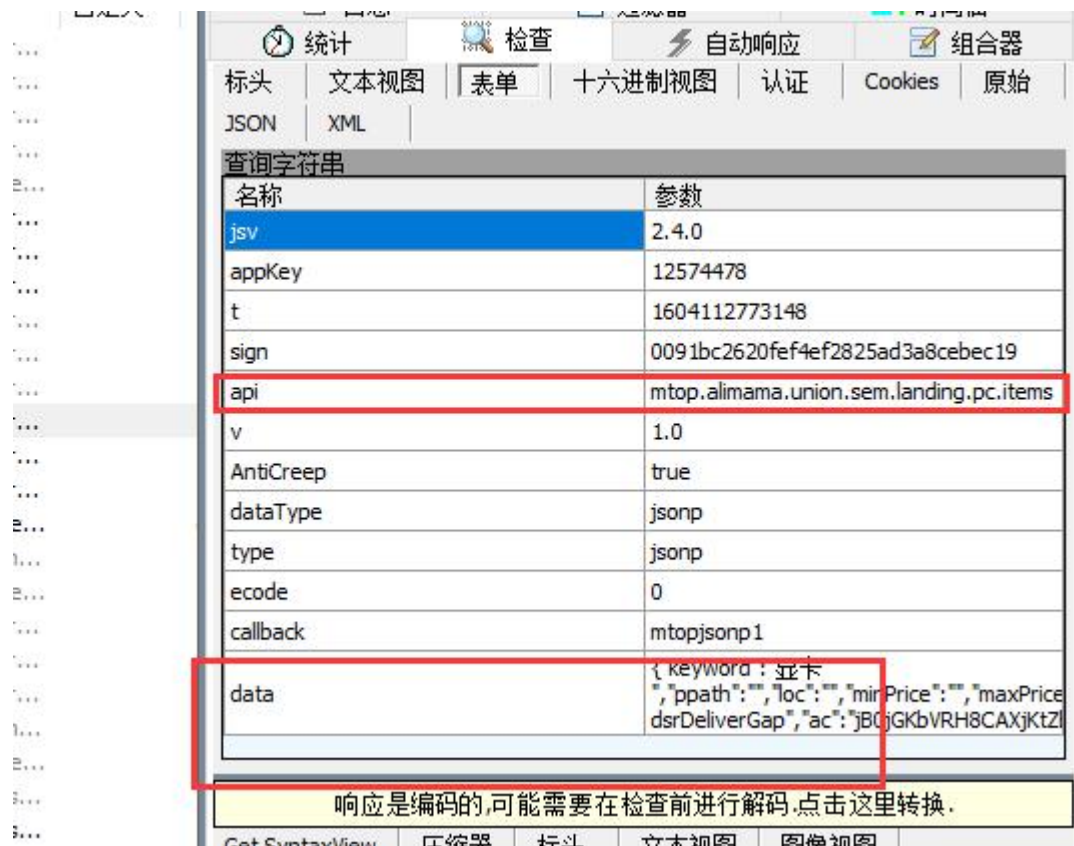 统计 检查 自动响应 组合器
标头 文本视图 表单 十六进制视图 认证 Cookies 原始
JSON XML
查询字符串
名称 参数
jsv 2.4.0
appKey 12574478
t 1604112773148
sign 0091bc2620fef4ef2825ad3a8cebec19
api mtop.alimama.union.sem.landing.pc.items
v 1.0
AntiCreep true
dataType jsonp
type jsonp
ecode 0
callback mtopjsonp1
{"keyword":"显卡
data ","ppath":"","loc":"","minPrice":"","maxPrice
dsrDeliverGap","ac":"jB0jGKbVRH8CAXjKtZl
响应是编码的,可能需要在检查前进行解码.点击这里转换.
Get SyntaxView 压缩器 标头 文本视图 图像视图